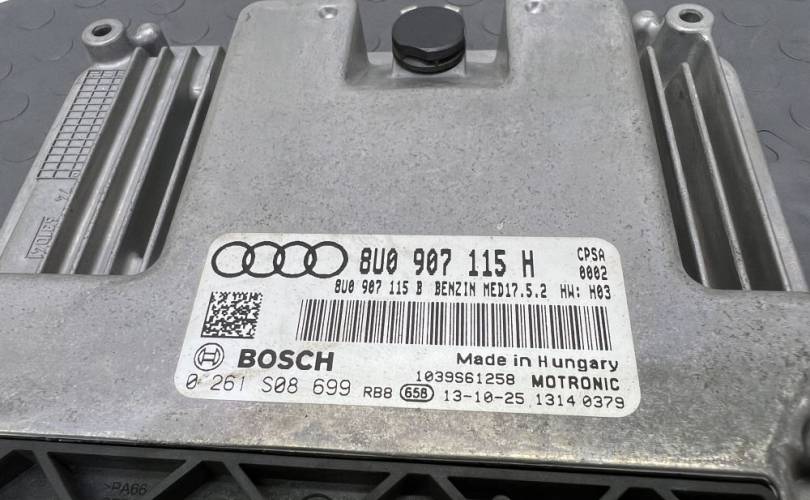 8U0 907 115 H
CPSA
0002
8U0 907 115 B BENZIN MED17.5.2 HW: H03
BOSCH
Made in Hungary
1039S61258 MOTRONIC
0 261 S08 699 RB8 658 13-10-25 1314 0379
>PA66